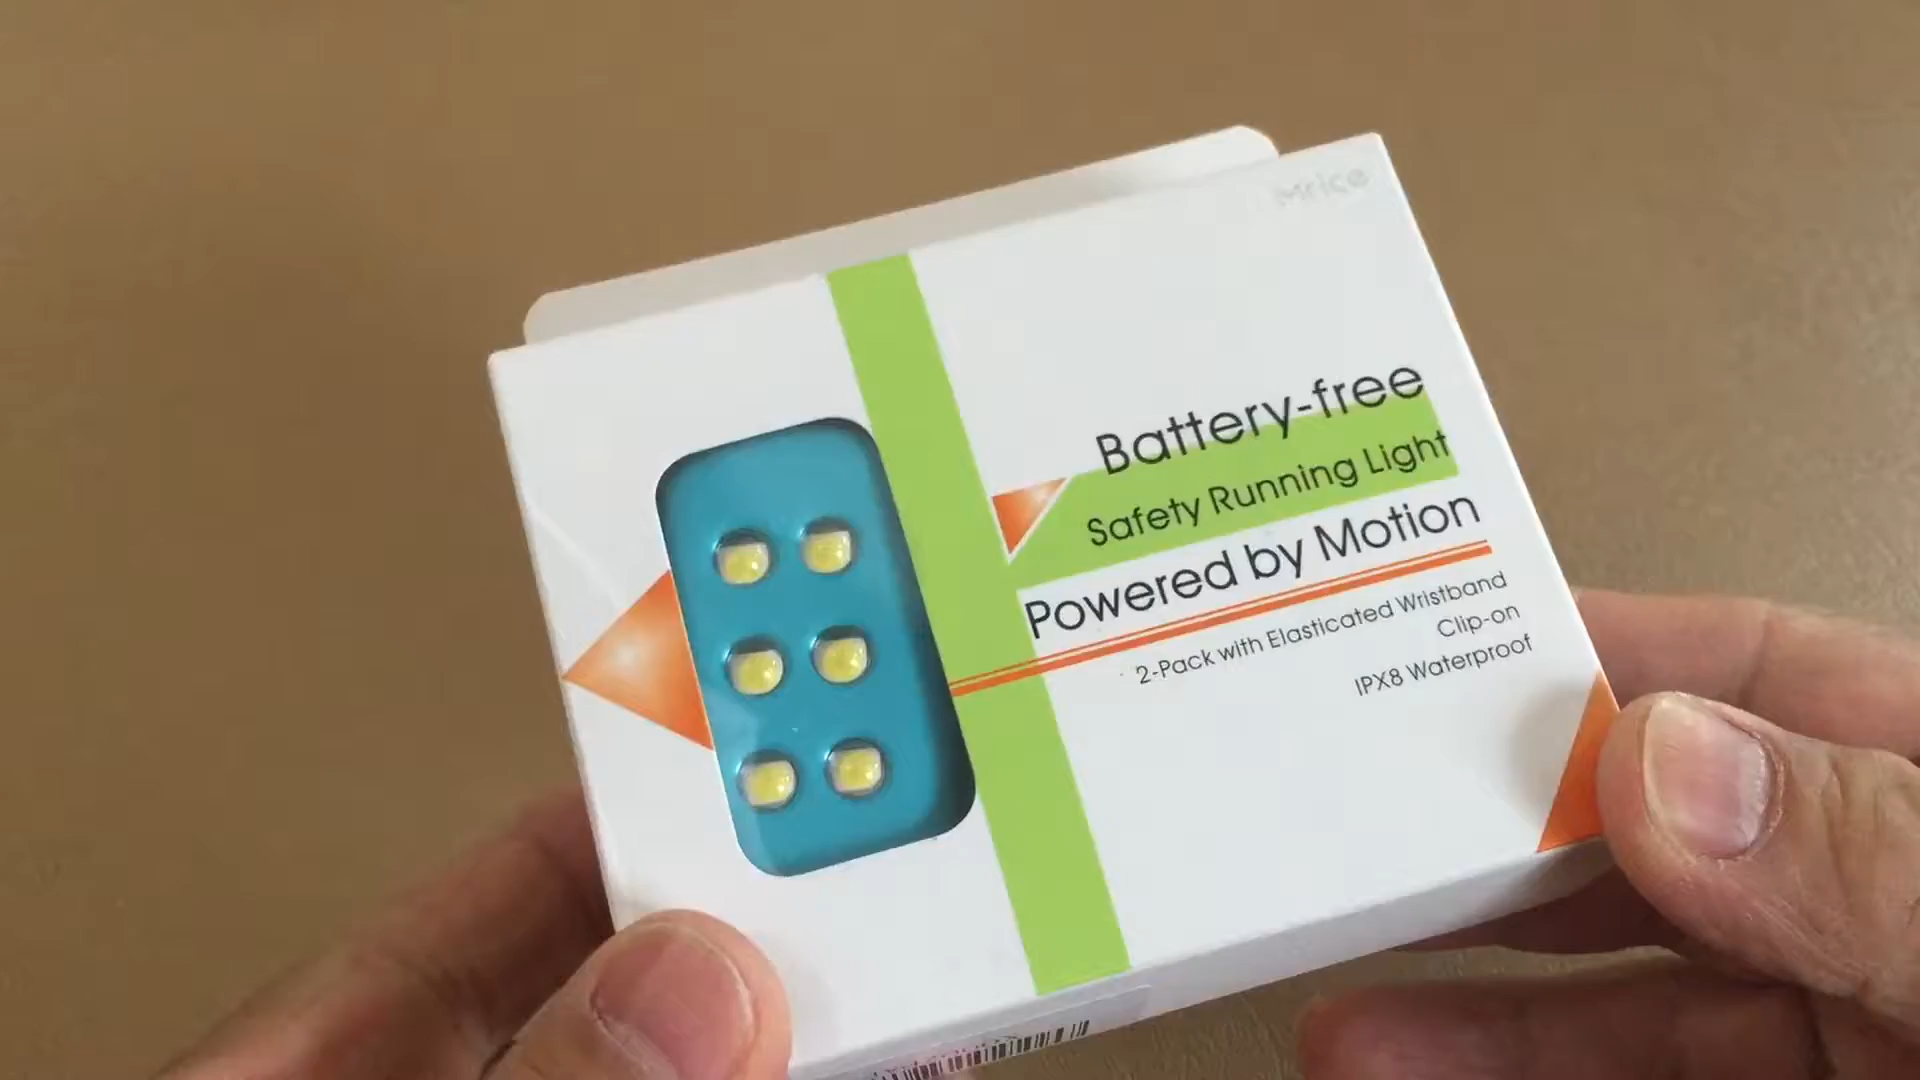 Mrice
Battery-free
Safety Running Light
Powered by Motion
2-Pack with Elasticated Wristband
Clip-on
IPX8 Waterproof